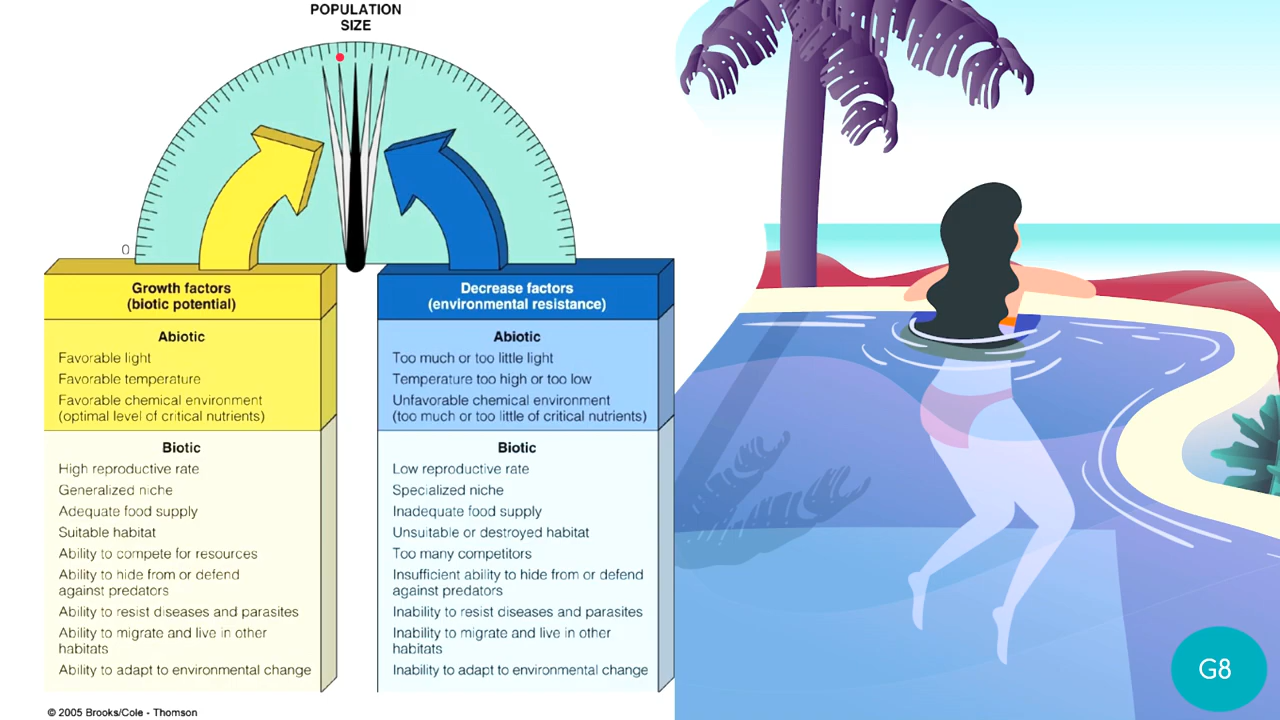 POPULATION
SIZE
0
Growth factors
(biotic potential)
Abiotic
Favorable light
Favorable temperature
Favorable chemical environment
(optimal level of critical nutrients)
Biotic
High reproductive rate
Generalized niche
Adequate food supply
Suitable habitat
Ability to compete for resources
Ability to hide from or defend
against predators
Ability to resist diseases and parasites
Ability to migrate and live in other
habitats
Ability to adapt to environmental change
Decrease factors
(environmental resistance)
Abiotic
Too much or too little light
Temperature too high or too low
Unfavorable chemical environment
(too much or too little of critical nutrients)
Biotic
Low reproductive rate
Specialized niche
Inadequate food supply
Unsuitable or destroyed habitat
Too many competitors
Insufficient ability to hide from or defend
against predators
Inability to resist diseases and parasites
Inability to migrate and live in other
habitats
Inability to adapt to environmental change
© 2005 Brooks/Cole - Thomson
G8